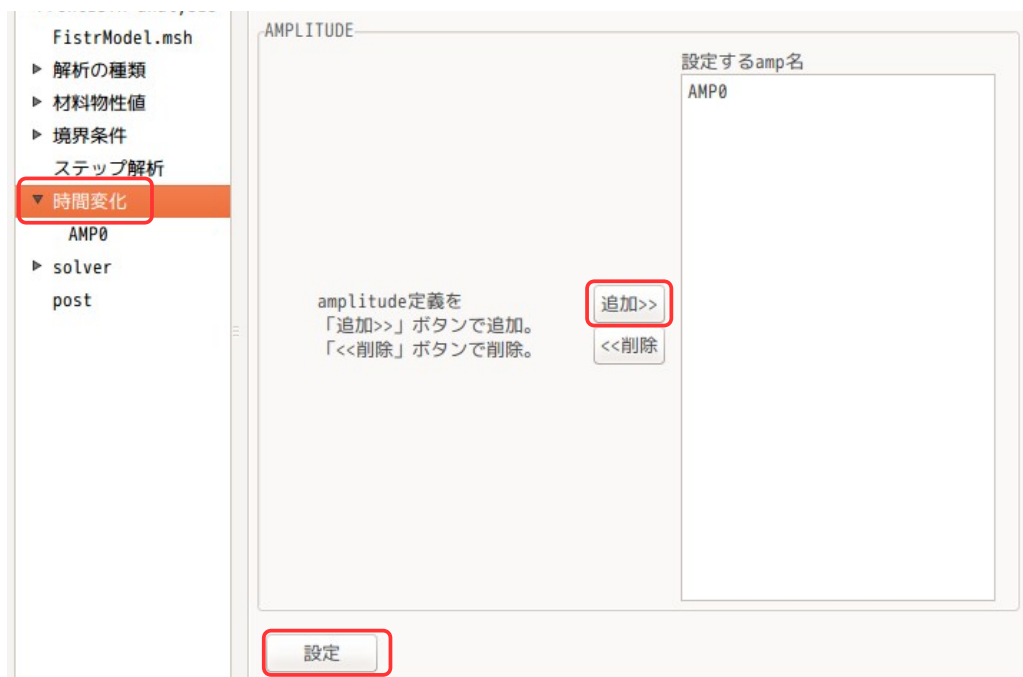 FistrModel.msh
▶ 解析の種類
▶ 材料物性値
▶ 境界条件
ステップ解析
▼ 時間変化
AMP0
▶ solver
post
AMPLITUDE
設定するamp名
AMP0
amplitude定義を
「追加>>」ボタンで追加。
「<<削除」ボタンで削除。
追加>>
<<削除
設定